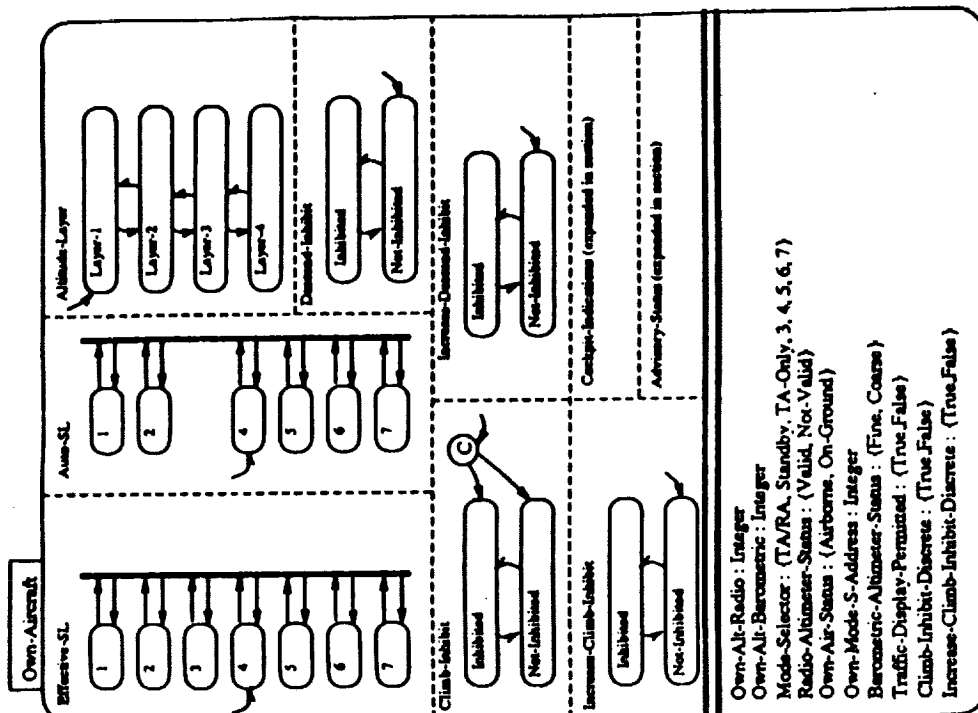 Own-Aircraft
Effective-SL
1
2
3
4
5
6
7
Auto-SL
1
2
4
5
6
7
Altitude-Layer
Layer-1
Layer-2
Layer-3
Layer-4
Descend-Inhibit
Inhibited
Not-Inhibited
Climb-Inhibit
C
Inhibited
Not-Inhibited
Increase-Descend-Inhibit
Inhibited
Not-Inhibited
Increase-Climb-Inhibit
Inhibited
Not-Inhibited
Cockpit-Indications (expanded in section)
Advisory-Status (expanded in section)
Own-Alt-Radio : Integer
Own-Alt-Barometric : Integer
Mode-Selector : {TA/RA, Standby, TA-Only, 3, 4, 5, 6, 7}
Radio-Altimeter-Status : {Valid, Not-Valid}
Own-Air-Status : {Airborne, On-Ground}
Own-Mode-S-Address : Integer
Barometric-Altimeter-Status : {Fine, Coarse}
Traffic-Display-Permitted : {True,False}
Climb-Inhibit-Discrete : {True,False}
Increase-Climb-Inhibit-Discrete : {True,False}